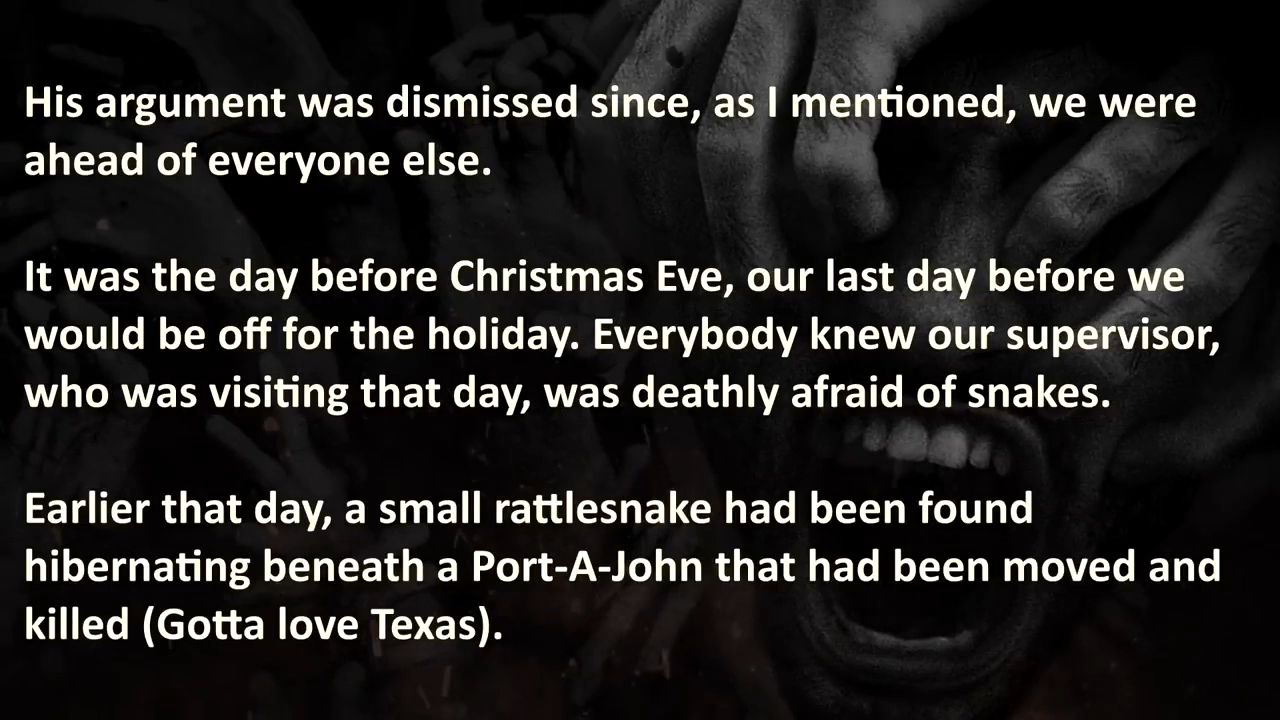 His argument was dismissed since, as I mentioned, we were
ahead of everyone else.
It was the day before Christmas Eve, our last day before we
would be off for the holiday. Everybody knew our supervisor,
who was visiting that day, was deathly afraid of snakes.
Earlier that day, a small rattlesnake had been found
hibernating beneath a Port-A-John that had been moved and
killed (Gotta love Texas).